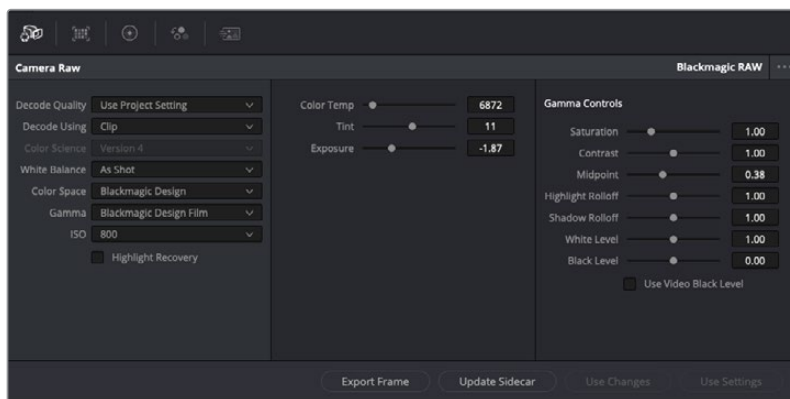 Camera Raw
Blackmagic RAW
Decode Quality Use Project Setting
Decode Using Clip
Color Science Version 4
White Balance As Shot
Color Space Blackmagic Design
Gamma Blackmagic Design Film
ISO 800
Highlight Recovery
Color Temp 6872
Tint 11
Exposure -1.87
Gamma Controls
Saturation 1.00
Contrast 1.00
Midpoint 0.38
Highlight Rolloff 1.00
Shadow Rolloff 1.00
White Level 1.00
Black Level 0.00
Use Video Black Level
Export Frame Update Sidecar Use Changes Use Settings